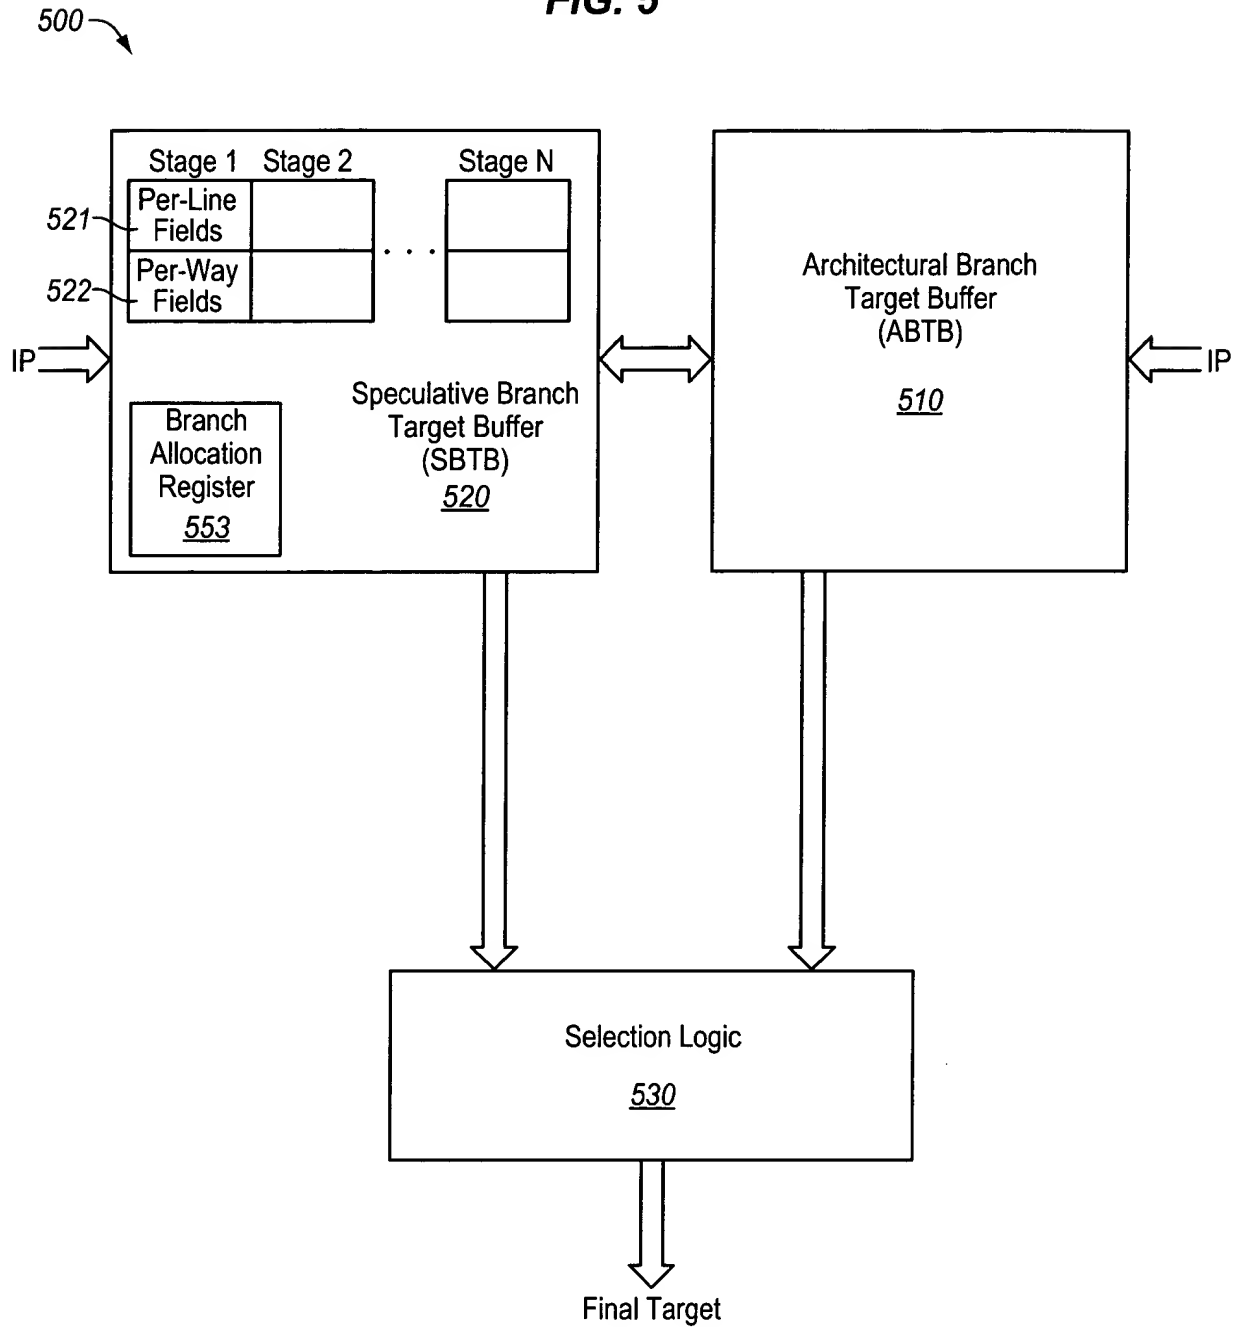 FIG. 5
500
Stage 1 Stage 2 Stage N
521
Per-Line
Fields
522
Per-Way
Fields
. . .
IP
Speculative Branch
Target Buffer
(SBTB)
520
Branch
Allocation
Register
553
Architectural Branch
Target Buffer
(ABTB)
510
IP
Selection Logic
530
Final Target